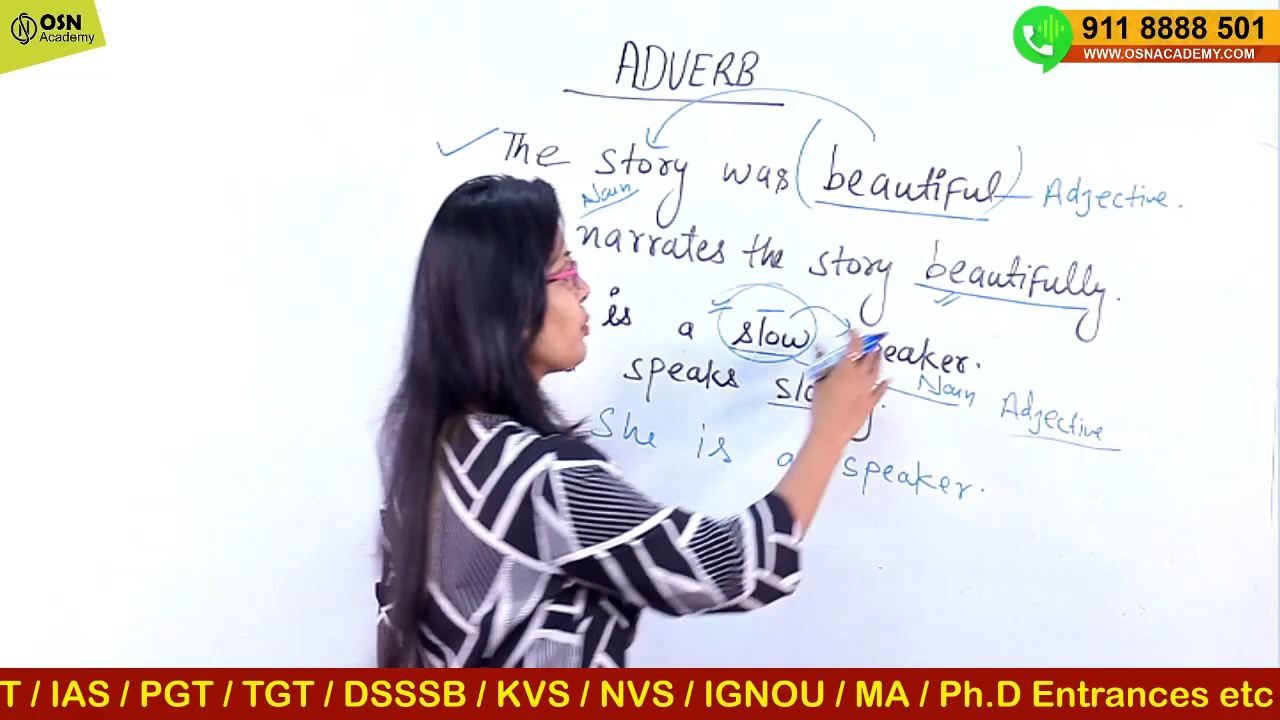 OSN
Academy
911 8888 501
WWW.OSNACADEMY.COM
ADVERB
The story was (beautiful) Adjective.
Noun
narrates the story beautifully.
is a slow speaker.
Noun Adjective
speaks
She is a speaker.
T / IAS / PGT / TGT / DSSSB / KVS / NVS / IGNOU / MA / Ph.D Entrances etc